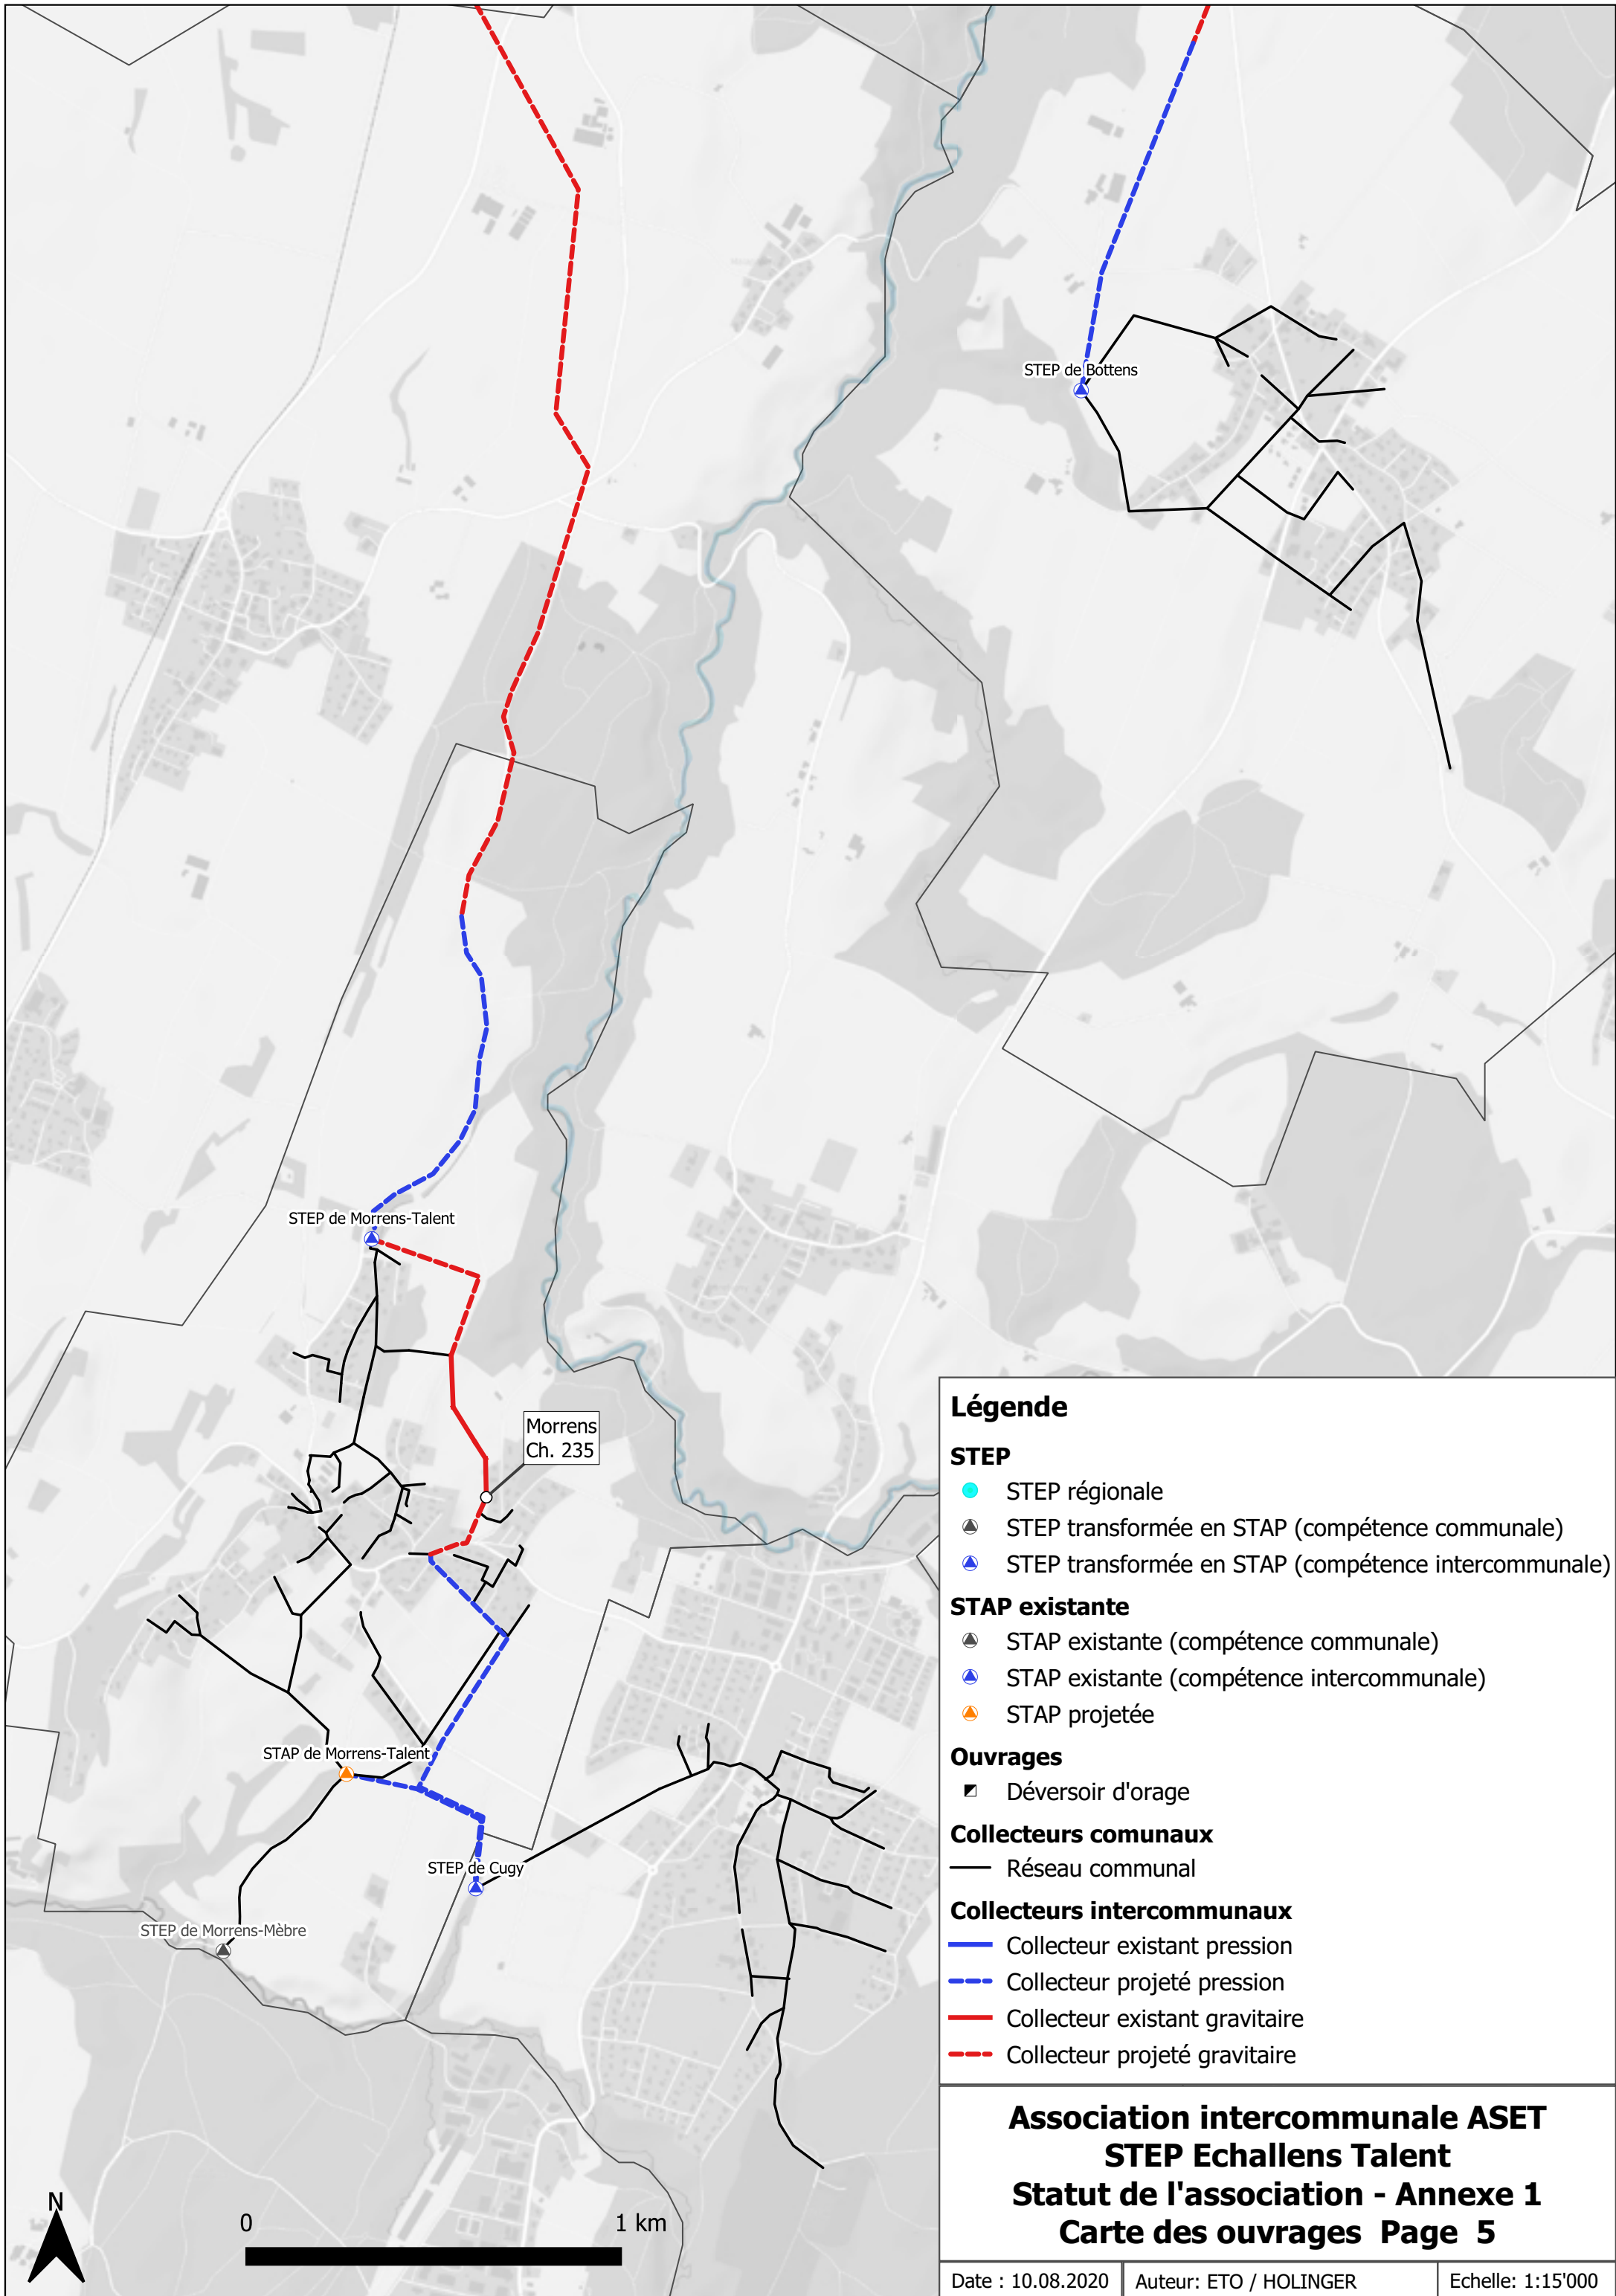 STEP de Bottens
STEP de Morrens-Talent
Morrens
Ch. 235
STAP de Morrens-Talent
STEP de Cugy
STEP de Morrens-Mèbre
N
0
1 km
Légende
STEP
STEP régionale
STEP transformée en STAP (compétence communale)
STEP transformée en STAP (compétence intercommunale)
STAP existante
STAP existante (compétence communale)
STAP existante (compétence intercommunale)
STAP projetée
Ouvrages
Déversoir d'orage
Collecteurs comunaux
Réseau communal
Collecteurs intercommunaux
Collecteur existant pression
Collecteur projeté pression
Collecteur existant gravitaire
Collecteur projeté gravitaire
Association intercommunale ASET
STEP Echallens Talent
Statut de l'association - Annexe 1
Carte des ouvrages Page 5
Date : 10.08.2020
Auteur: ETO / HOLINGER
Echelle: 1:15'000